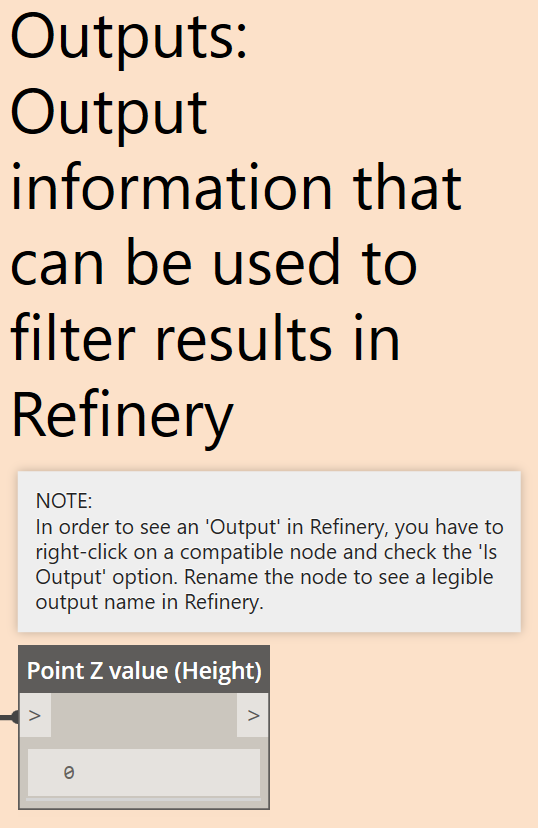 Outputs:
Output
information that
can be used to
filter results in
Refinery
NOTE:
In order to see an 'Output' in Refinery, you have to
right-click on a compatible node and check the 'Is
Output' option. Rename the node to see a legible
output name in Refinery.
Point Z value (Height)
> >
0